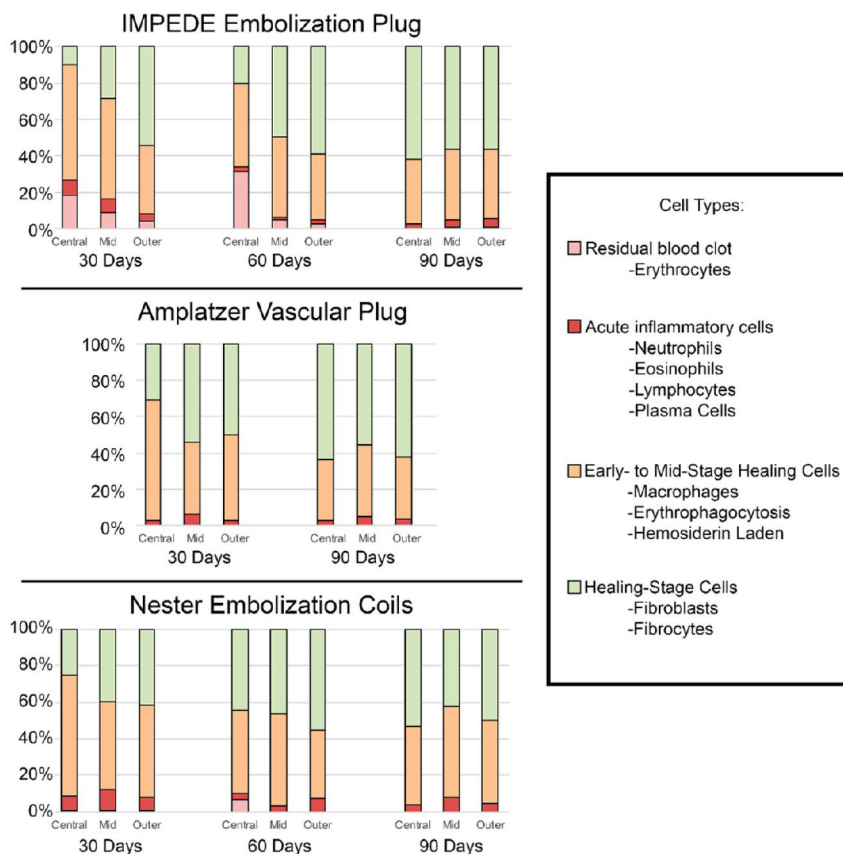 IMPEDE Embolization Plug
100%
80%
60%
40%
20%
0%
Central Mid Outer Central Mid Outer Central Mid Outer
30 Days 60 Days 90 Days
Amplatzer Vascular Plug
100%
80%
60%
40%
20%
0%
Central Mid Outer Central Mid Outer
30 Days 90 Days
Nester Embolization Coils
100%
80%
60%
40%
20%
0%
Central Mid Outer Central Mid Outer Central Mid Outer
30 Days 60 Days 90 Days
Cell Types:
Residual blood clot
-Erythrocytes
Acute inflammatory cells
-Neutrophils
-Eosinophils
-Lymphocytes
-Plasma Cells
Early- to Mid-Stage Healing Cells
-Macrophages
-Erythrophagocytosis
-Hemosiderin Laden
Healing-Stage Cells
-Fibroblasts
-Fibrocytes